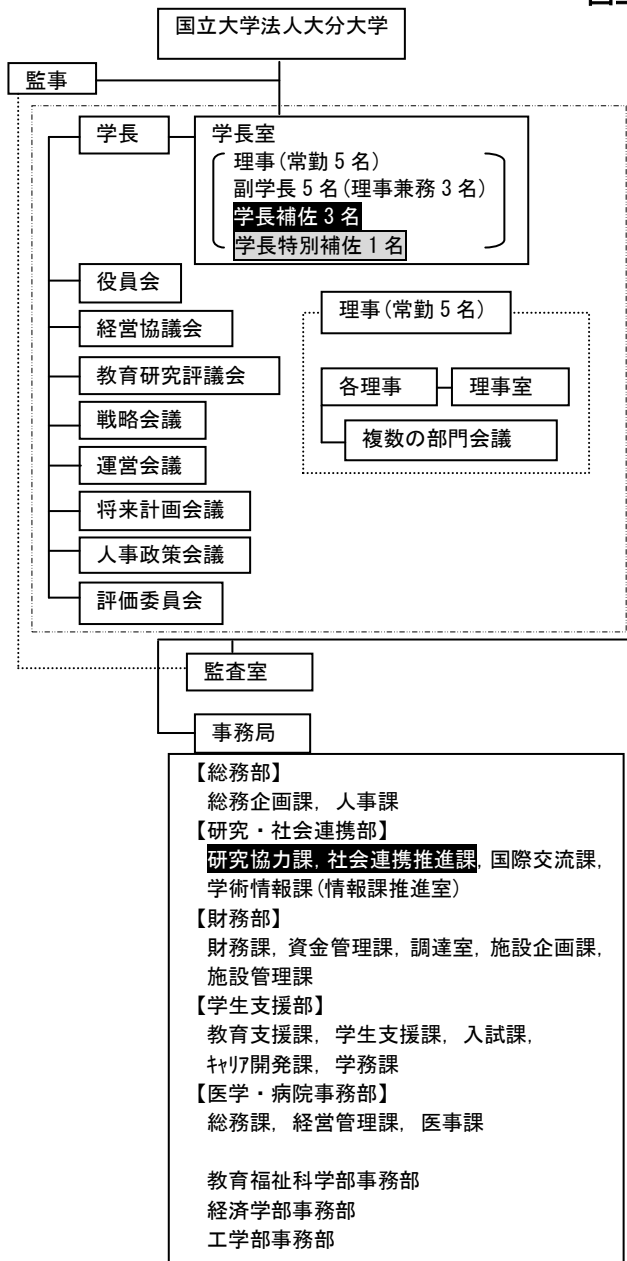 国立大学法人大分大学
監事
学長
学長室
理事(常勤5名)
副学長5名(理事兼務3名)
学長補佐3名
学長特別補佐1名
役員会
経営協議会
教育研究評議会
戦略会議
運営会議
将来計画会議
人事政策会議
評価委員会
理事(常勤5名)
各理事
理事室
複数の部門会議
監査室
事務局
【総務部】
総務企画課, 人事課
【研究・社会連携部】
研究協力課, 社会連携推進課, 国際交流課,
学術情報課(情報課推進室)
【財務部】
財務課, 資金管理課, 調達室, 施設企画課,
施設管理課
【学生支援部】
教育支援課, 学生支援課, 入試課,
ｷｬﾘｱ開発課, 学務課
【医学・病院事務部】
総務課, 経営管理課, 医事課
教育福祉科学部事務部
経済学部事務部
工学部事務部